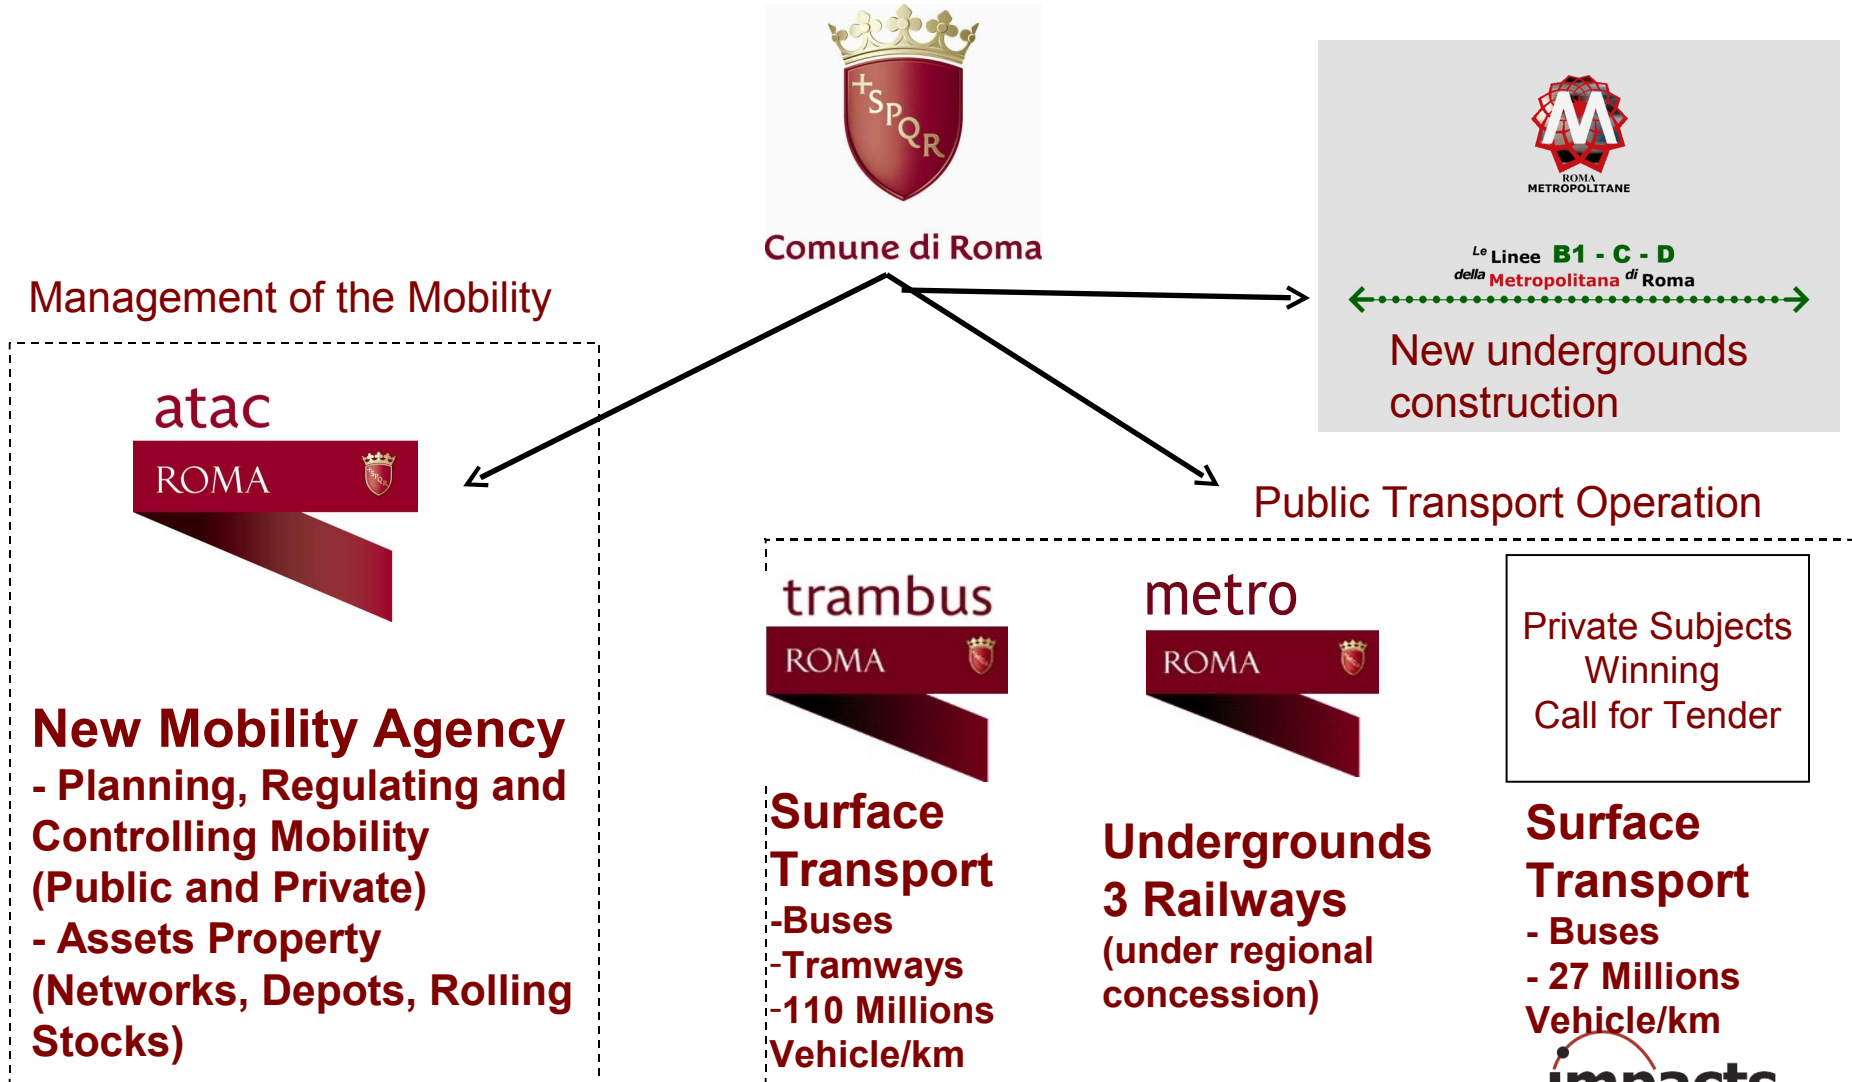 +SPQR
Comune di Roma
M
ROMA
METROPOLITANE
Le Linee B1 - C - D
della Metropolitana di Roma
New undergrounds
construction
Management of the Mobility
atac
ROMA
New Mobility Agency
- Planning, Regulating and
Controlling Mobility
(Public and Private)
- Assets Property
(Networks, Depots, Rolling
Stocks)
Public Transport Operation
trambus
ROMA
Surface
Transport
-Buses
-Tramways
-110 Millions
Vehicle/km
metro
ROMA
Undergrounds
3 Railways
(under regional
concession)
Private Subjects
Winning
Call for Tender
Surface
Transport
- Buses
- 27 Millions
Vehicle/km
impacts